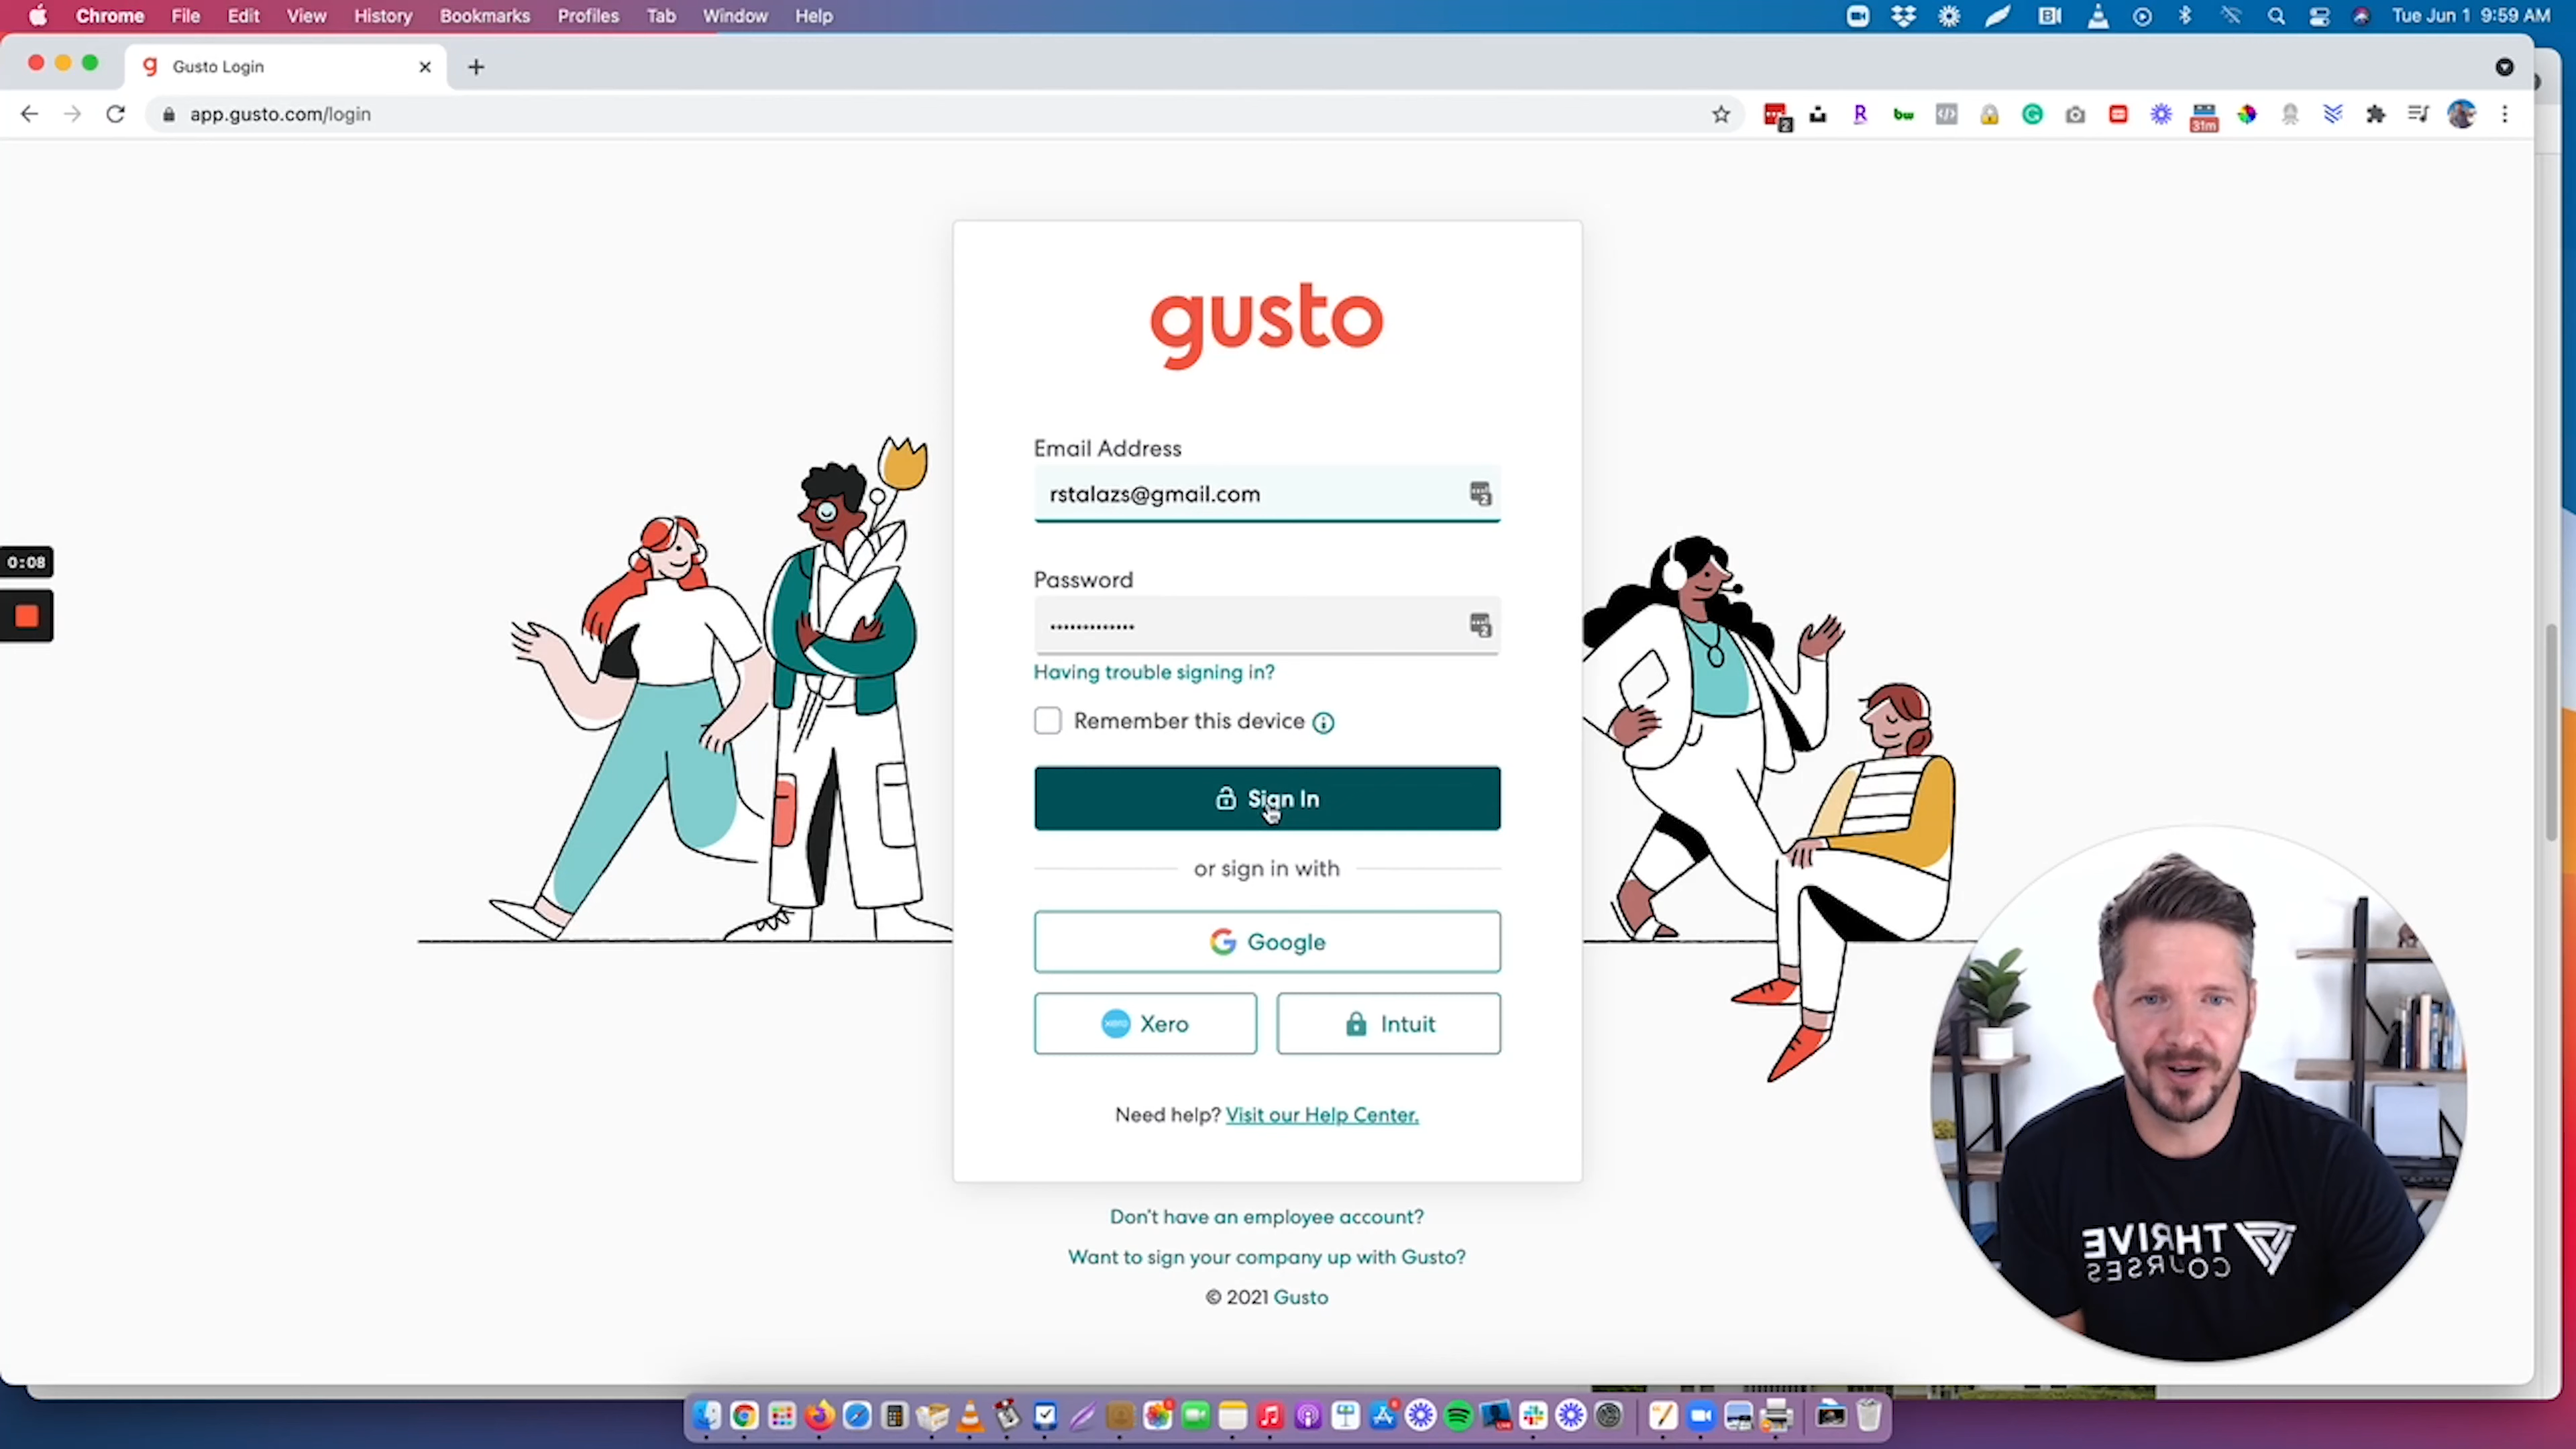 Chrome File Edit View History Bookmarks Profiles Tab Window Help
Tue Jun 1 9:59 AM
Gusto Login
app.gusto.com/login
2
31m
gusto
Email Address
rstalazs@gmail.com
Password
•••••••••••••
Having trouble signing in?
Remember this device
Sign In
or sign in with
Google
xero Xero
Intuit
Need help? Visit our Help Center.
Don't have an employee account?
Want to sign your company up with Gusto?
© 2021 Gusto
0:08
THRIVE
COURSES